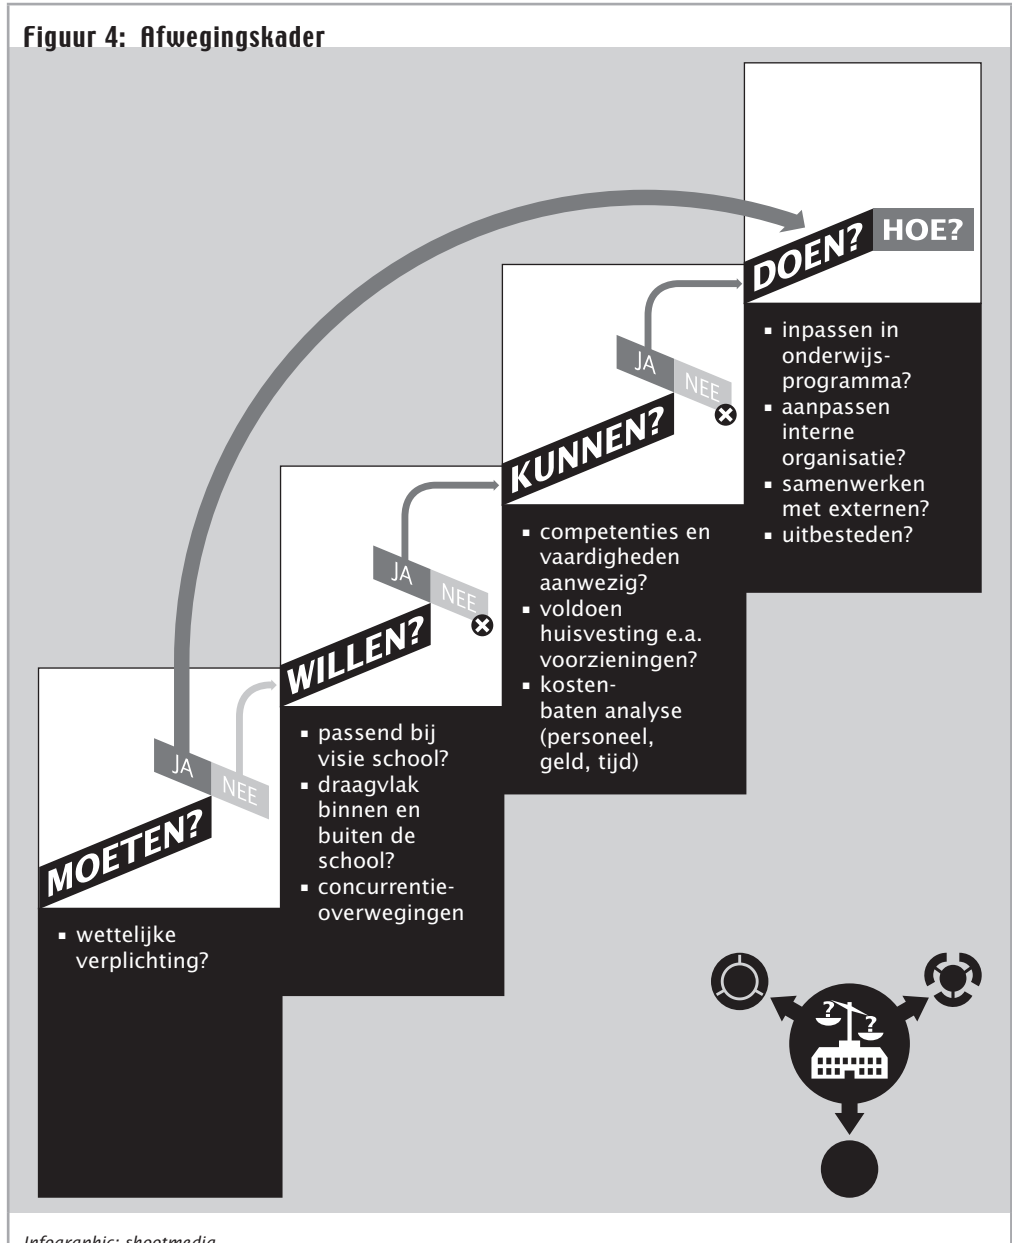 Figuur 4: Afwegingskader
MOETEN?
JA
NEE
▪ wettelijke
verplichting?
WILLEN?
JA
NEE
▪ passend bij
visie school?
▪ draagvlak
binnen en
buiten de
school?
▪ concurrentie-
overwegingen
KUNNEN?
JA
NEE
▪ competenties en
vaardigheden
aanwezig?
▪ voldoen
huisvesting e.a.
voorzieningen?
▪ kosten-
baten analyse
(personeel,
geld, tijd)
DOEN?
HOE?
▪ inpassen in
onderwijs-
programma?
▪ aanpassen
interne
organisatie?
▪ samenwerken
met externen?
▪ uitbesteden?
?
?
Infographic: shootmedia